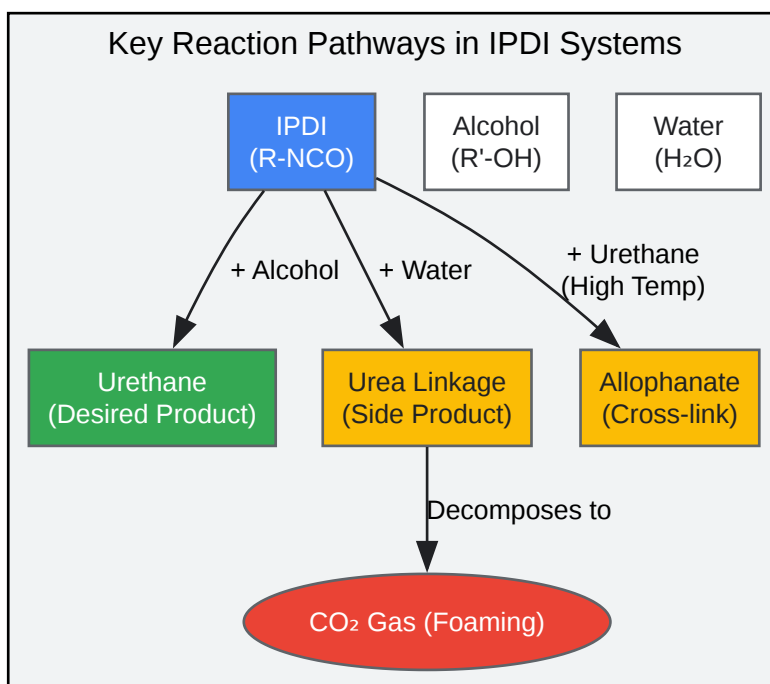 Key Reaction Pathways in IPDI Systems
IPDI
(R-NCO)
Alcohol
(R'-OH)
Water
(H₂O)
+ Alcohol
+ Water
+ Urethane
(High Temp)
Urethane
(Desired Product)
Urea Linkage
(Side Product)
Allophanate
(Cross-link)
Decomposes to
CO₂ Gas (Foaming)